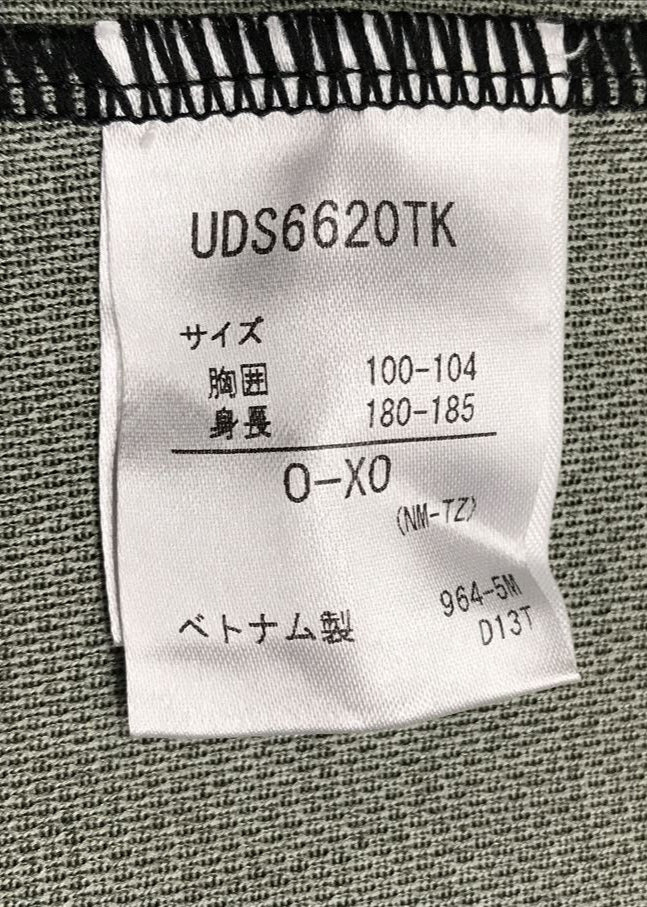 UDS6620TK
サイズ
胸囲 100-104
身長 180-185
O-XO
(NM-TZ)
964-5M
ベトナム製 D13T